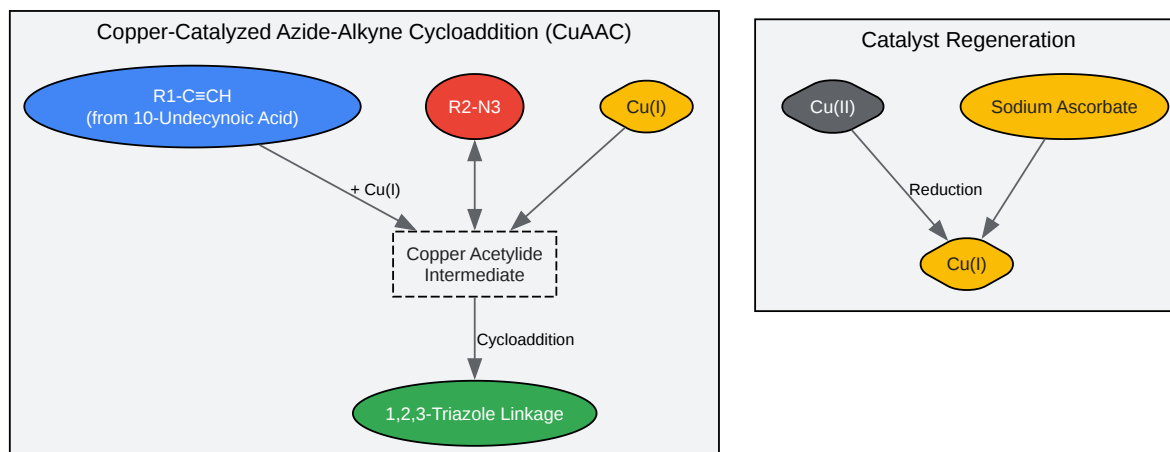 Copper-Catalyzed Azide-Alkyne Cycloaddition (CuAAC)
R1-C≡CH
(from 10-Undecynoic Acid)
R2-N3
Cu(I)
+ Cu(I)
Copper Acetylide
Intermediate
Cycloaddition
1,2,3-Triazole Linkage
Catalyst Regeneration
Cu(II)
Sodium Ascorbate
Reduction
Cu(I)